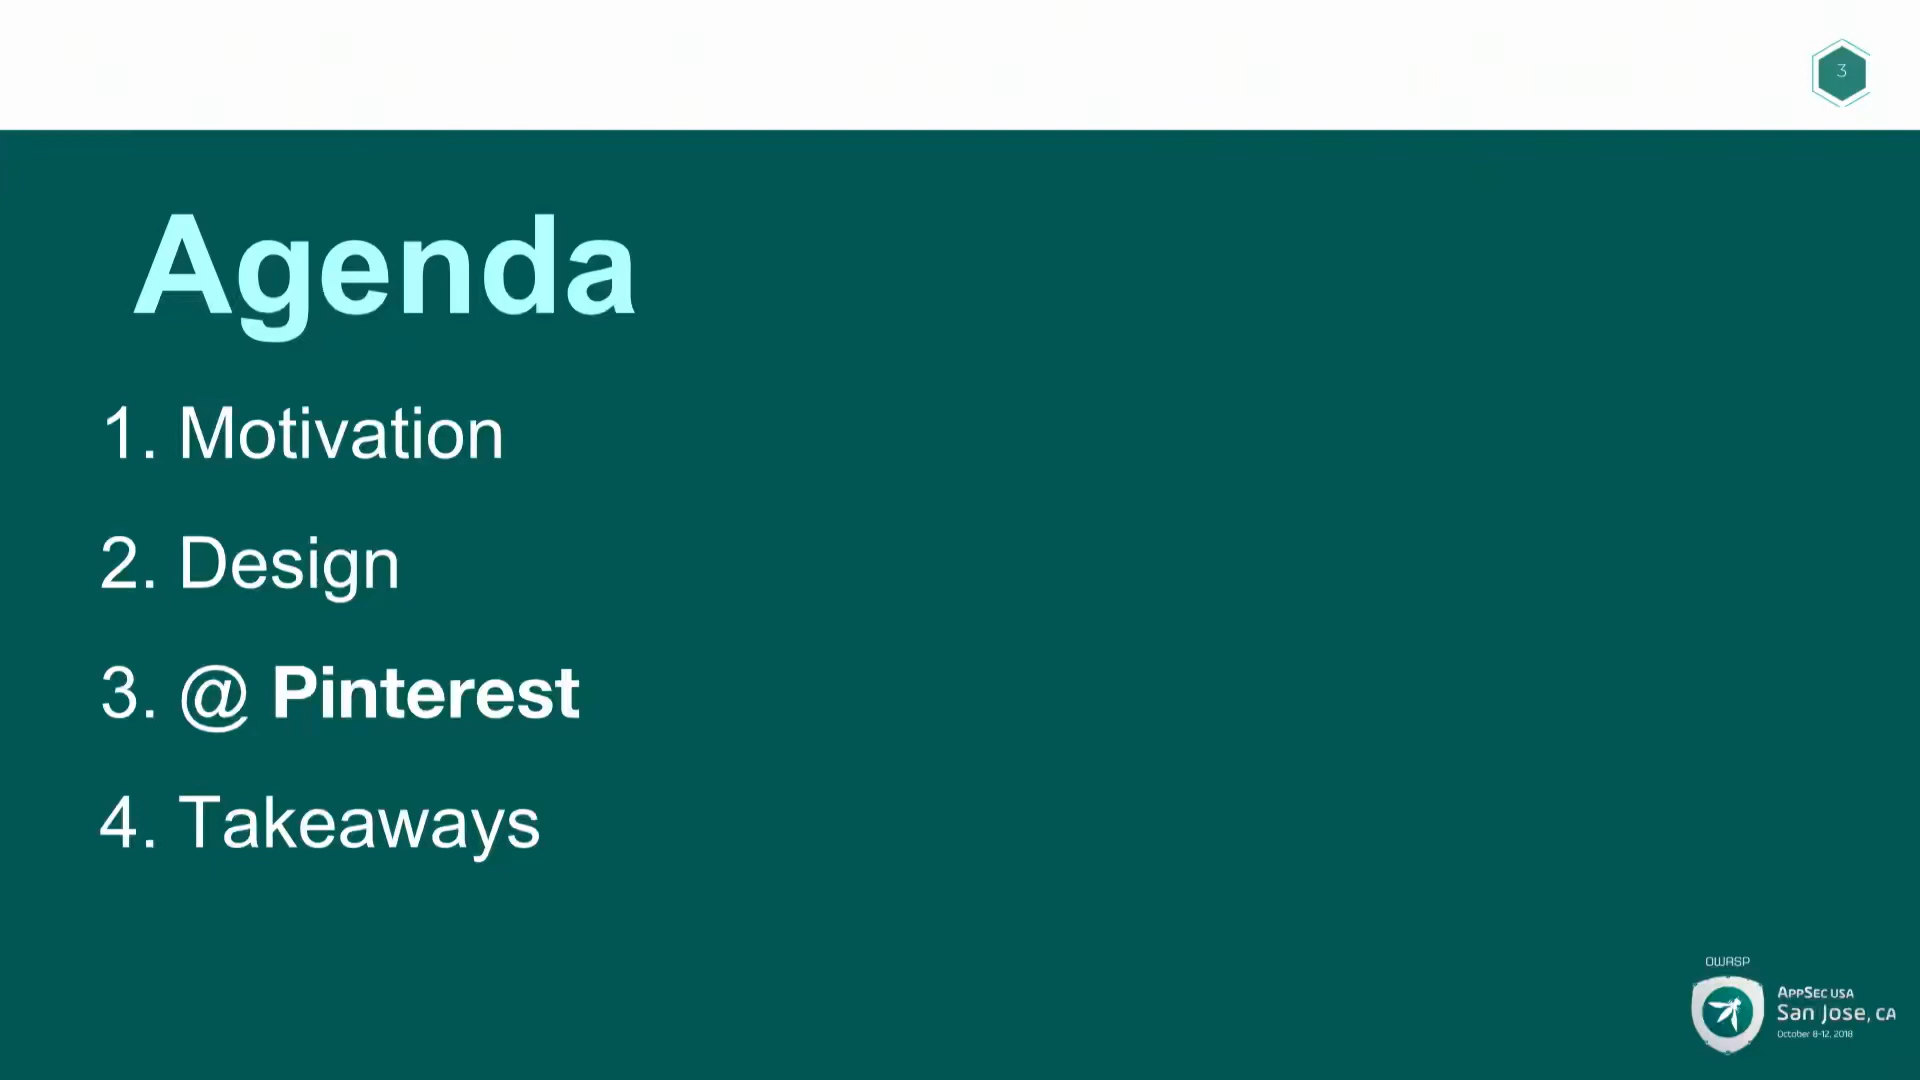 3
Agenda
1. Motivation
2. Design
3. @ Pinterest
4. Takeaways
OWASP
AppSec USA
San Jose, CA
October 8-12, 2018